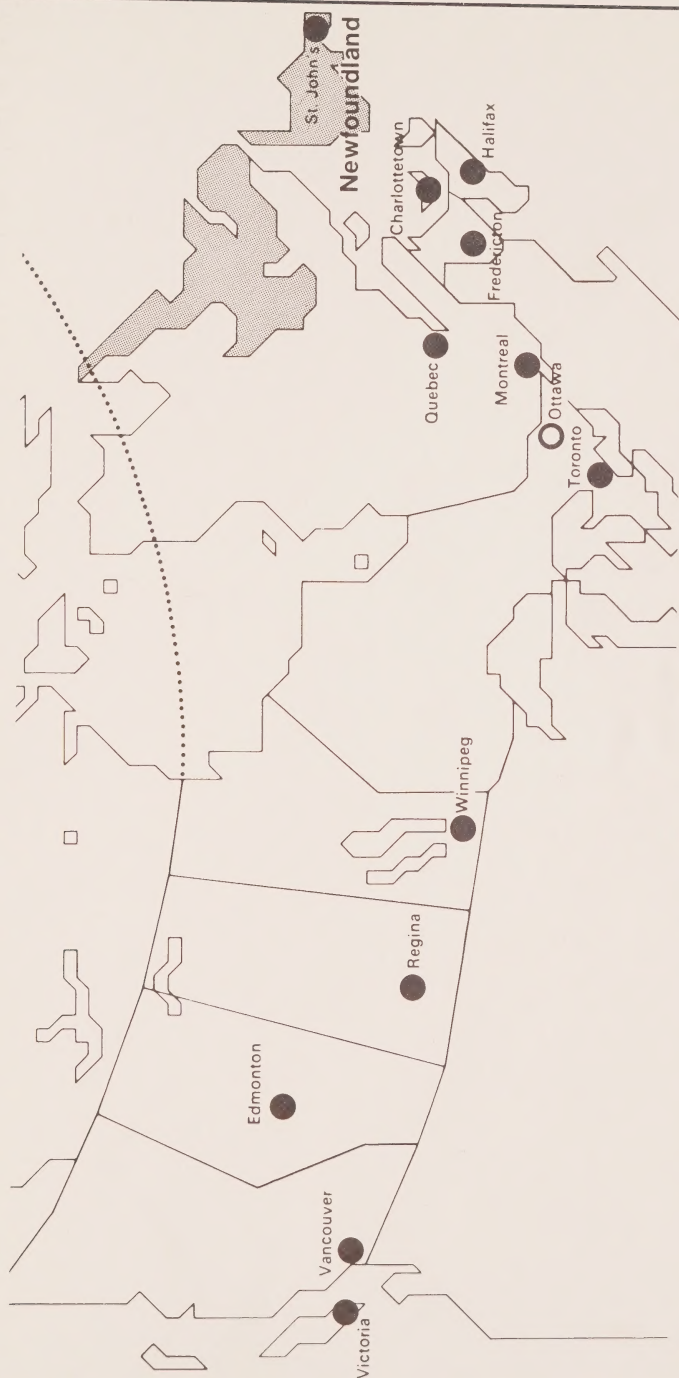 St. John's
Newfoundland
Charlottetown
Halifax
Fredericton
Quebec
Montreal
Ottawa
Toronto
Winnipeg
Regina
Edmonton
Vancouver
Victoria